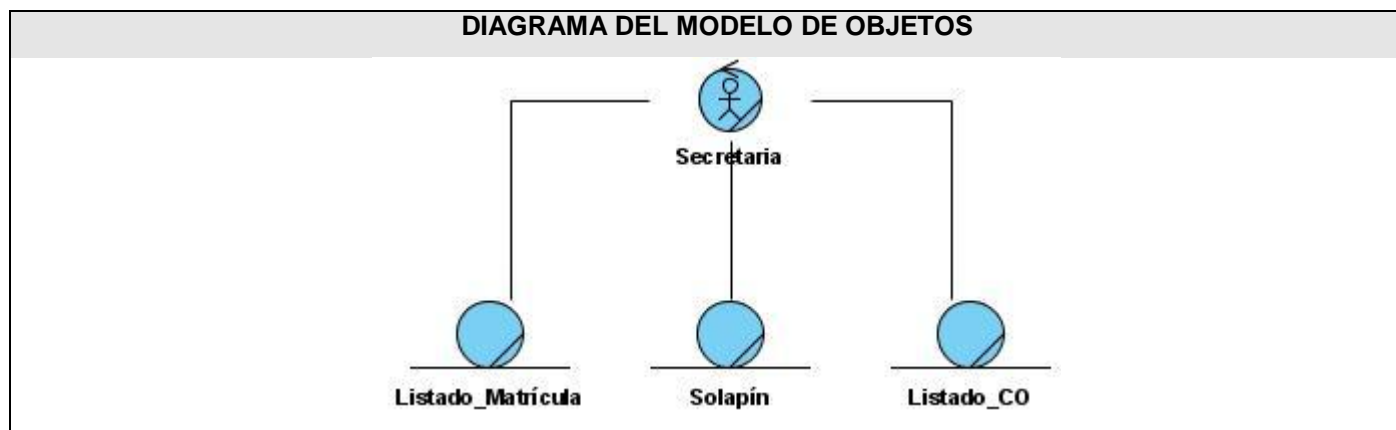 DIAGRAMA DEL MODELO DE OBJETOS
Secretaria
Listado_Matrícula Solapín Listado_CO